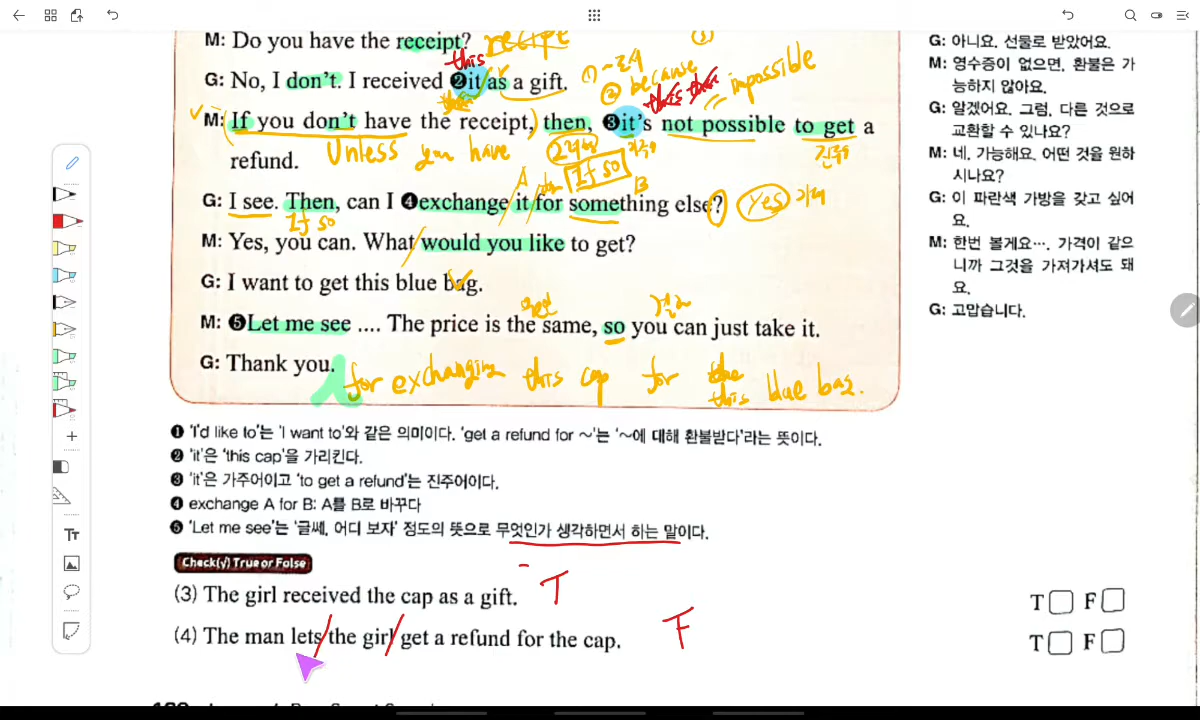 M: Do you have the receipt? recipe
①
this
G: No, I don't. I received ❷it as a gift.
① ~로서
② because
impossible
M: If you don't have the receipt, then, ❸it's not possible to get a
refund.
Unless you have
If so
진주어
G: I see. Then, can I ❹exchange it for something else?
A
B
Yes
If so
M: Yes, you can. What would you like to get?
G: I want to get this blue bag.
M: ❺Let me see .... The price is the same, so you can just take it.
G: Thank you.
for exchanging this cap for the this blue bag.
❶ 'I'd like to'는 'I want to'와 같은 의미이다. 'get a refund for ~'는 '~에 대해 환불받다'라는 뜻이다.
❷ 'it'은 'this cap'을 가리킨다.
❸ 'it'은 가주어이고 'to get a refund'는 진주어이다.
❹ exchange A for B: A를 B로 바꾸다
❺ 'Let me see'는 '글쎄, 어디 보자' 정도의 뜻으로 무엇인가 생각하면서 하는 말이다.
Check(√) True or False
(3) The girl received the cap as a gift. T
T F
(4) The man lets the girl get a refund for the cap. F
T F
G: 아니요. 선물로 받았어요.
M: 영수증이 없으면, 환불은 가
능하지 않아요.
G: 알겠어요. 그럼, 다른 것으로
교환할 수 있나요?
M: 네, 가능해요. 어떤 것을 원하
시나요?
G: 이 파란색 가방을 갖고 싶어
요.
M: 한번 볼게요…. 가격이 같으
니까 그것을 가져가셔도 돼
요.
G: 고맙습니다.
Tt